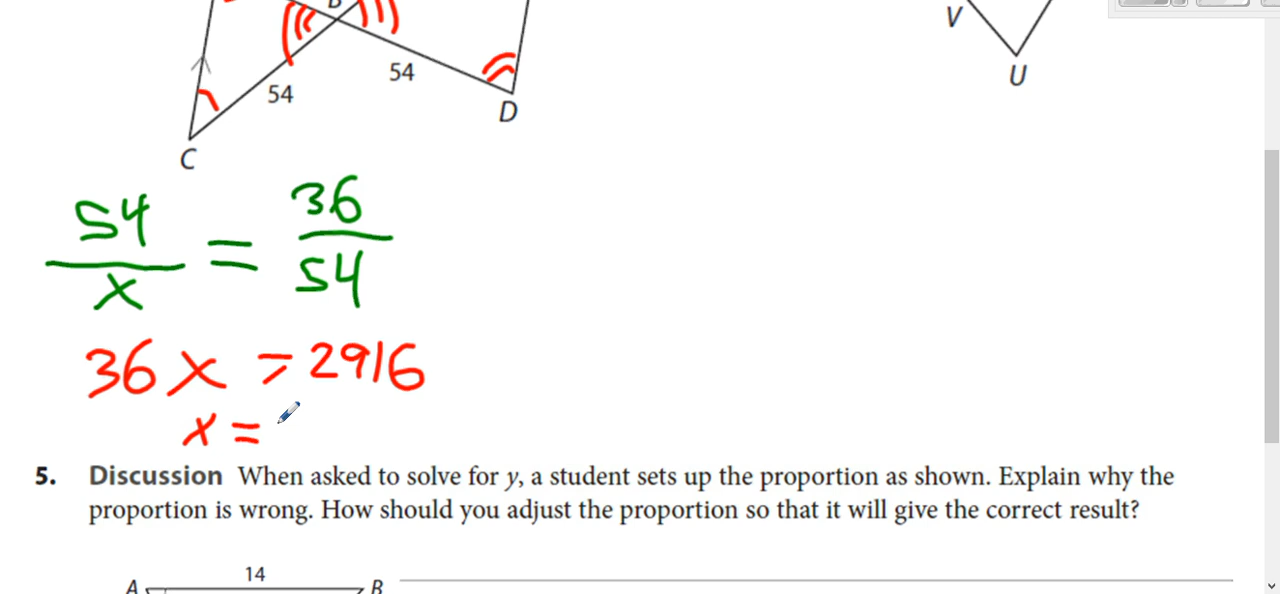 B
V
54
54
U
D
C
54 / x = 36 / 54
36x = 2916
x =
5. Discussion When asked to solve for y, a student sets up the proportion as shown. Explain why the
proportion is wrong. How should you adjust the proportion so that it will give the correct result?
14
A B